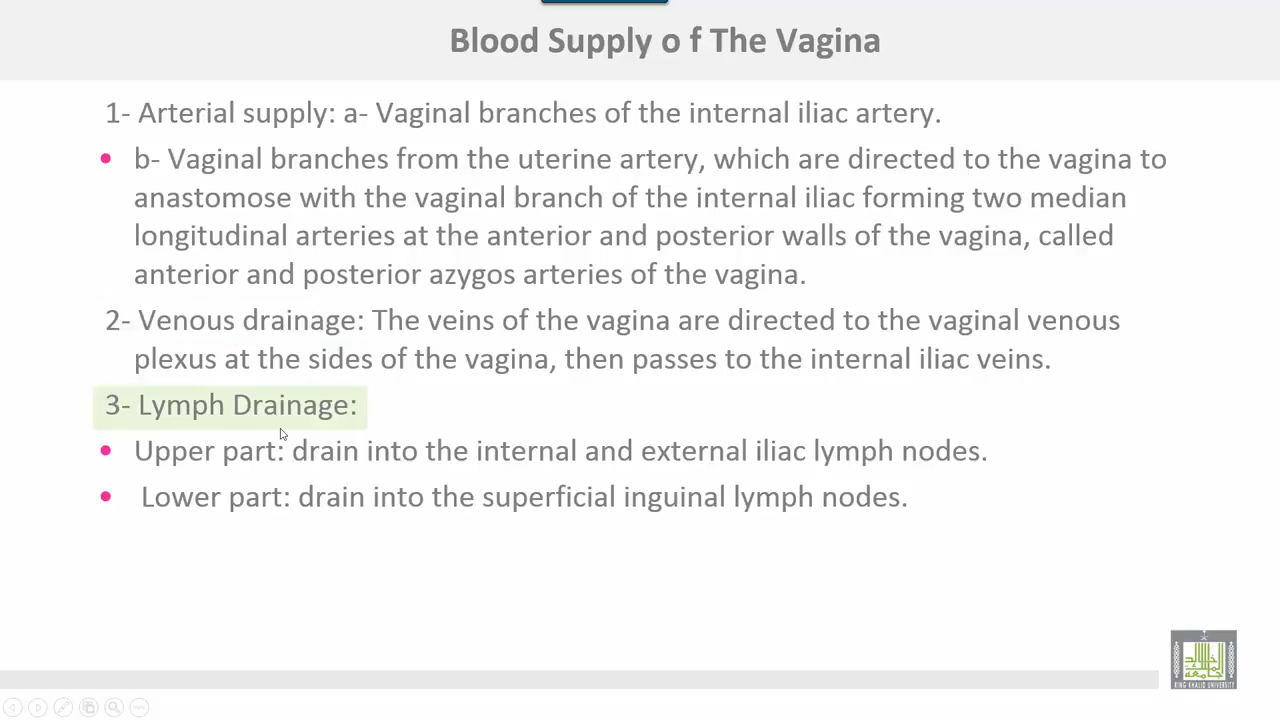 Blood Supply o f The Vagina
1- Arterial supply: a- Vaginal branches of the internal iliac artery.
• b- Vaginal branches from the uterine artery, which are directed to the vagina to
anastomose with the vaginal branch of the internal iliac forming two median
longitudinal arteries at the anterior and posterior walls of the vagina, called
anterior and posterior azygos arteries of the vagina.
2- Venous drainage: The veins of the vagina are directed to the vaginal venous
plexus at the sides of the vagina, then passes to the internal iliac veins.
3- Lymph Drainage:
• Upper part: drain into the internal and external iliac lymph nodes.
• Lower part: drain into the superficial inguinal lymph nodes.
KING KHALID UNIVERSITY